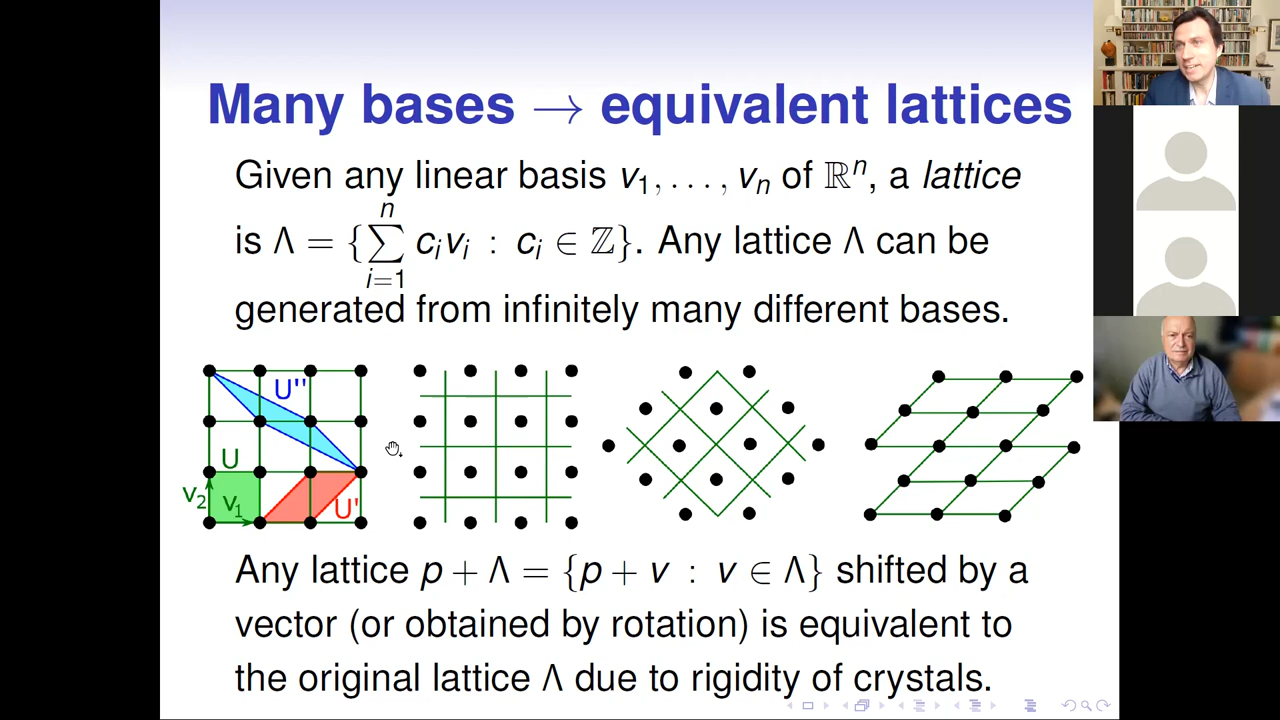 Many bases → equivalent lattices
Given any linear basis v₁, . . . , vₙ of ℝⁿ, a lattice
is Λ = {∑ⁿᵢ₌₁ cᵢvᵢ : cᵢ ∈ ℤ}. Any lattice Λ can be
generated from infinitely many different bases.
U''
U
v₂
v₁
U'
Any lattice p + Λ = {p + v : v ∈ Λ} shifted by a
vector (or obtained by rotation) is equivalent to
the original lattice Λ due to rigidity of crystals.